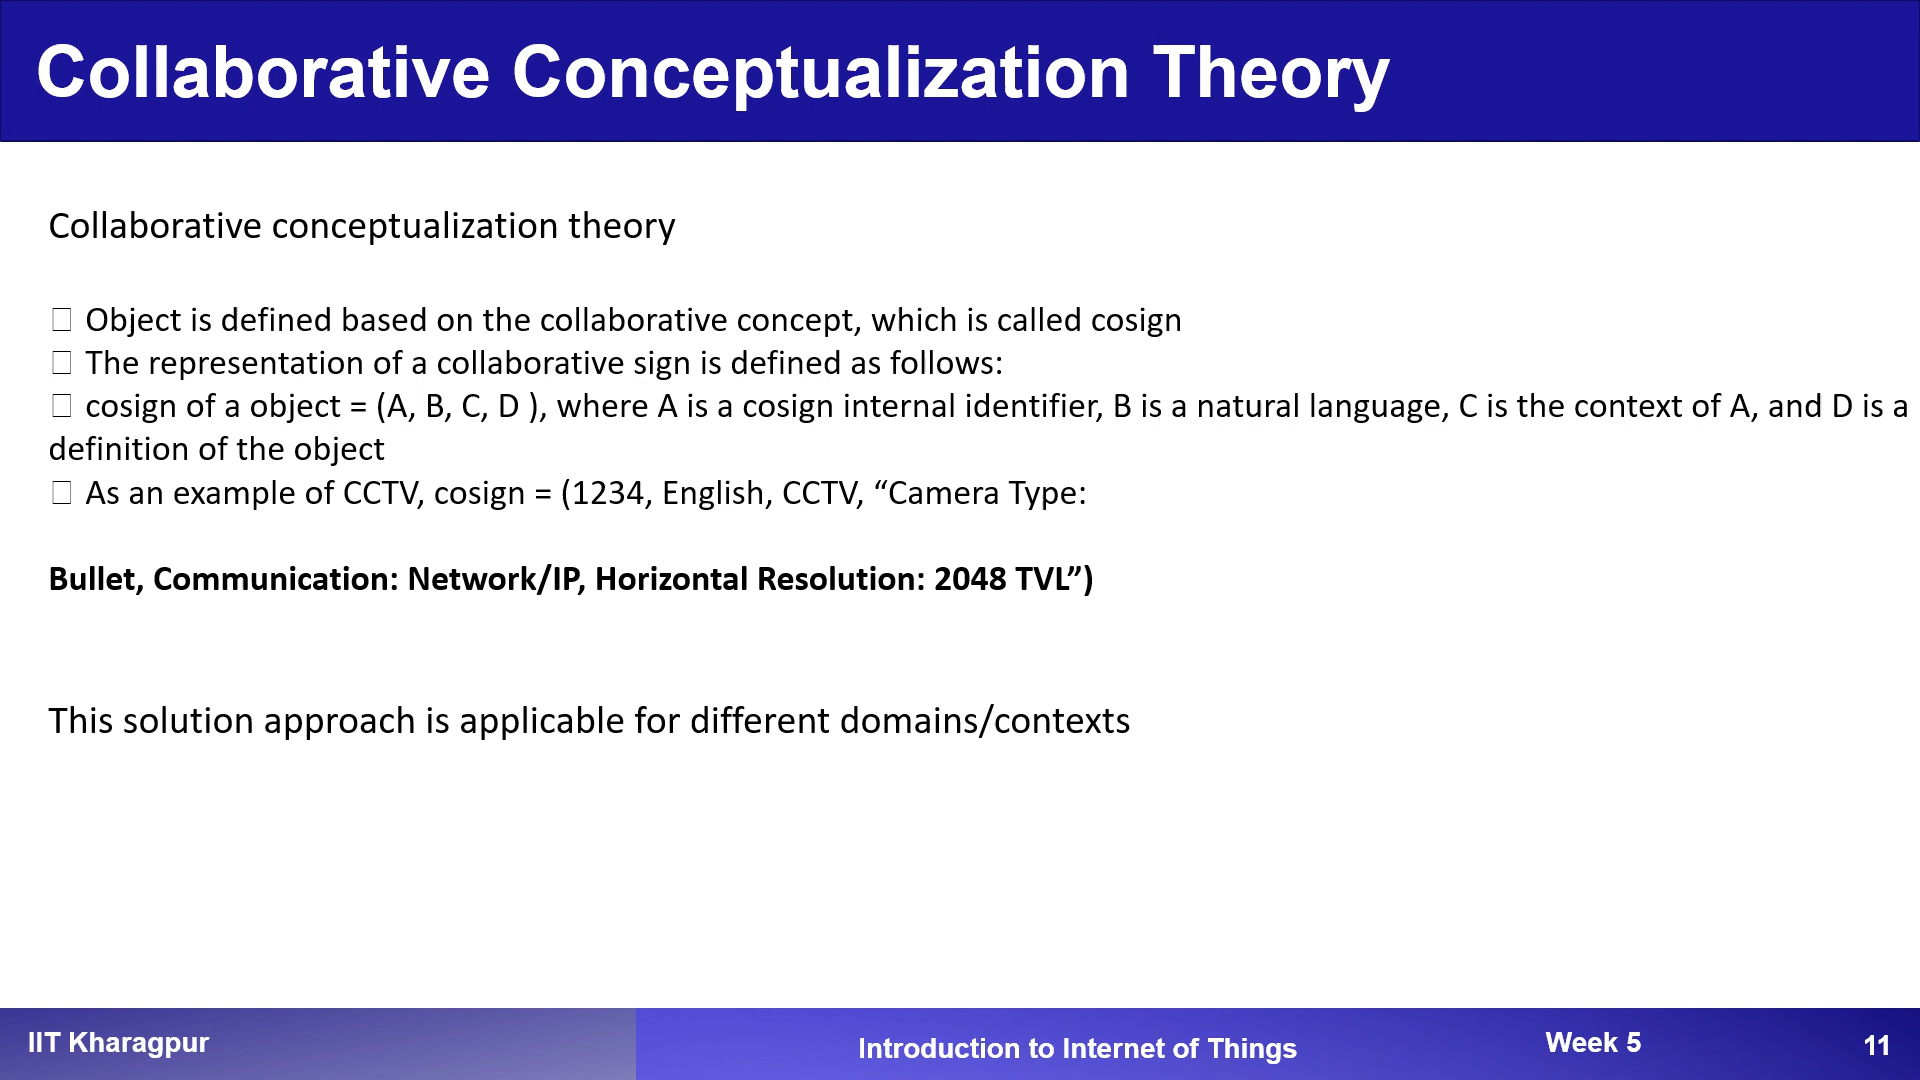 Collaborative Conceptualization Theory
Collaborative conceptualization theory
Object is defined based on the collaborative concept, which is called cosign
The representation of a collaborative sign is defined as follows:
cosign of a object = (A, B, C, D ), where A is a cosign internal identifier, B is a natural language, C is the context of A, and D is a
definition of the object
As an example of CCTV, cosign = (1234, English, CCTV, “Camera Type:
Bullet, Communication: Network/IP, Horizontal Resolution: 2048 TVL”)
This solution approach is applicable for different domains/contexts
IIT Kharagpur
Introduction to Internet of Things
Week 5
11